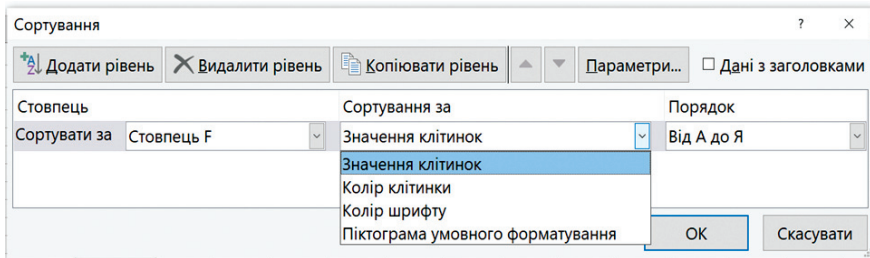 Сортування ? ×
Додати рівень Видалити рівень Копіювати рівень Параметри... Дані з заголовками
Стовпець Сортування за Порядок
Сортувати за Стовпець F Значення клітинок Від А до Я
Значення клітинок
Колір клітинки
Колір шрифту
Піктограма умовного форматування
ОК Скасувати